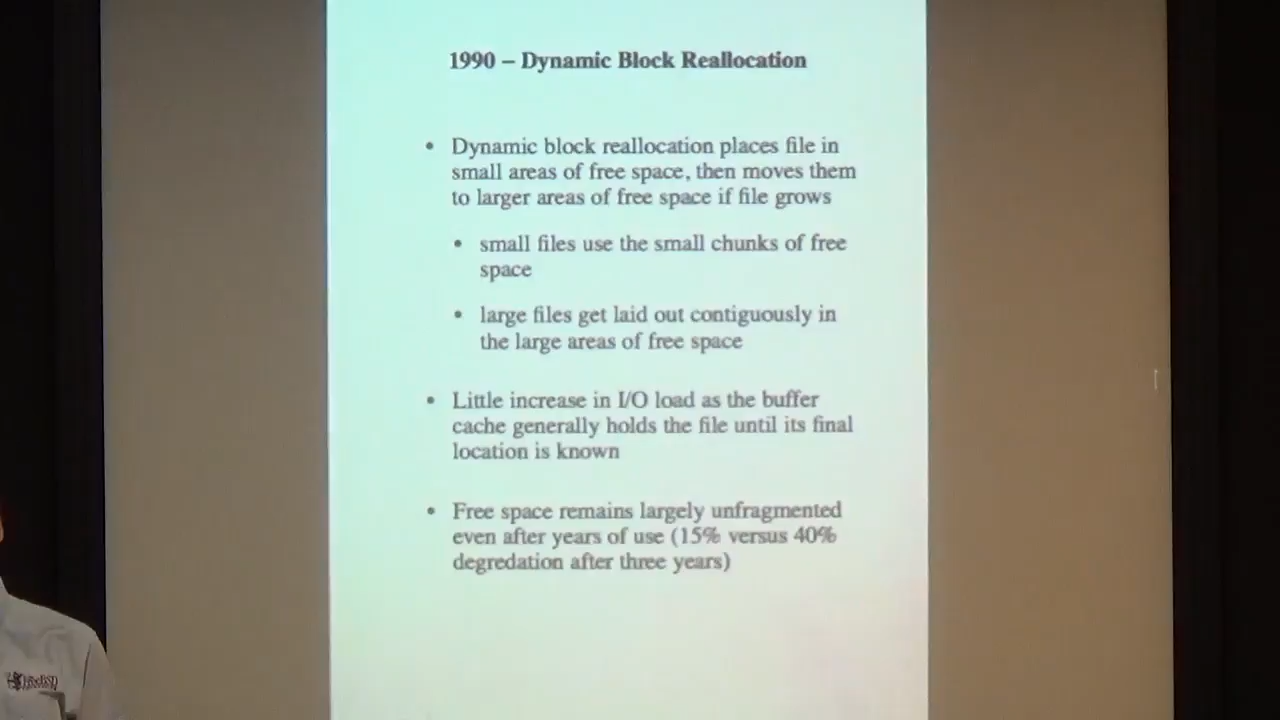 1990 – Dynamic Block Reallocation
• Dynamic block reallocation places file in
small areas of free space, then moves them
to larger areas of free space if file grows
• small files use the small chunks of free
space
• large files get laid out contiguously in
the large areas of free space
• Little increase in I/O load as the buffer
cache generally holds the file until its final
location is known
• Free space remains largely unfragmented
even after years of use (15% versus 40%
degredation after three years)
FreeBSD